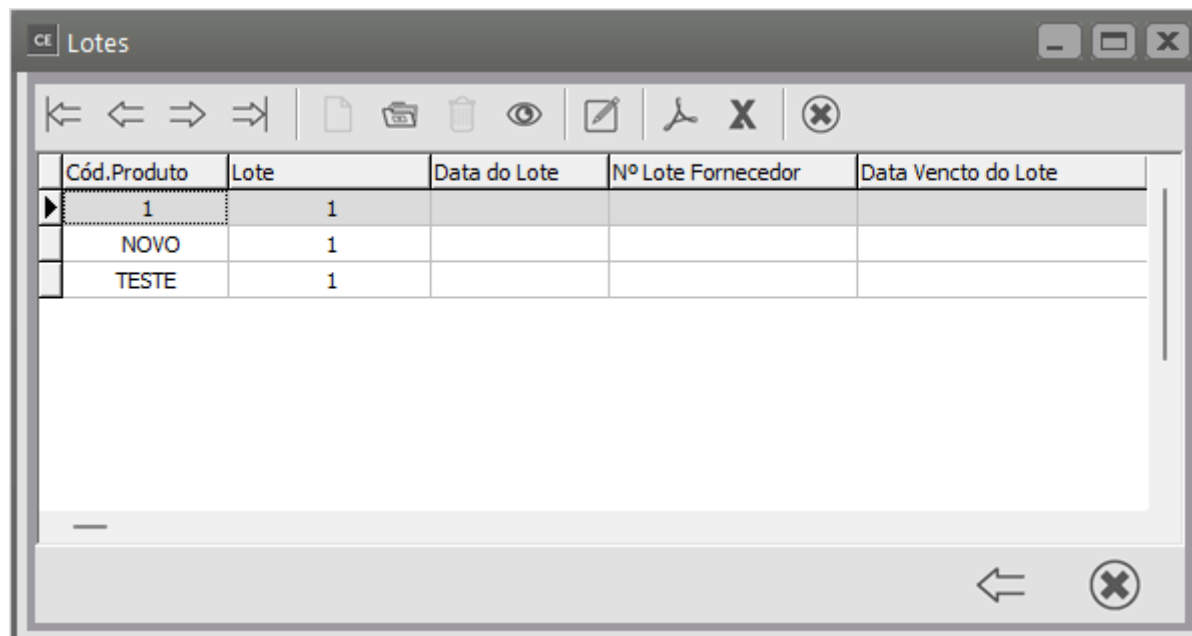 CE Lotes
Cód.Produto Lote Data do Lote Nº Lote Fornecedor Data Vencto do Lote
1 1
NOVO 1
TESTE 1